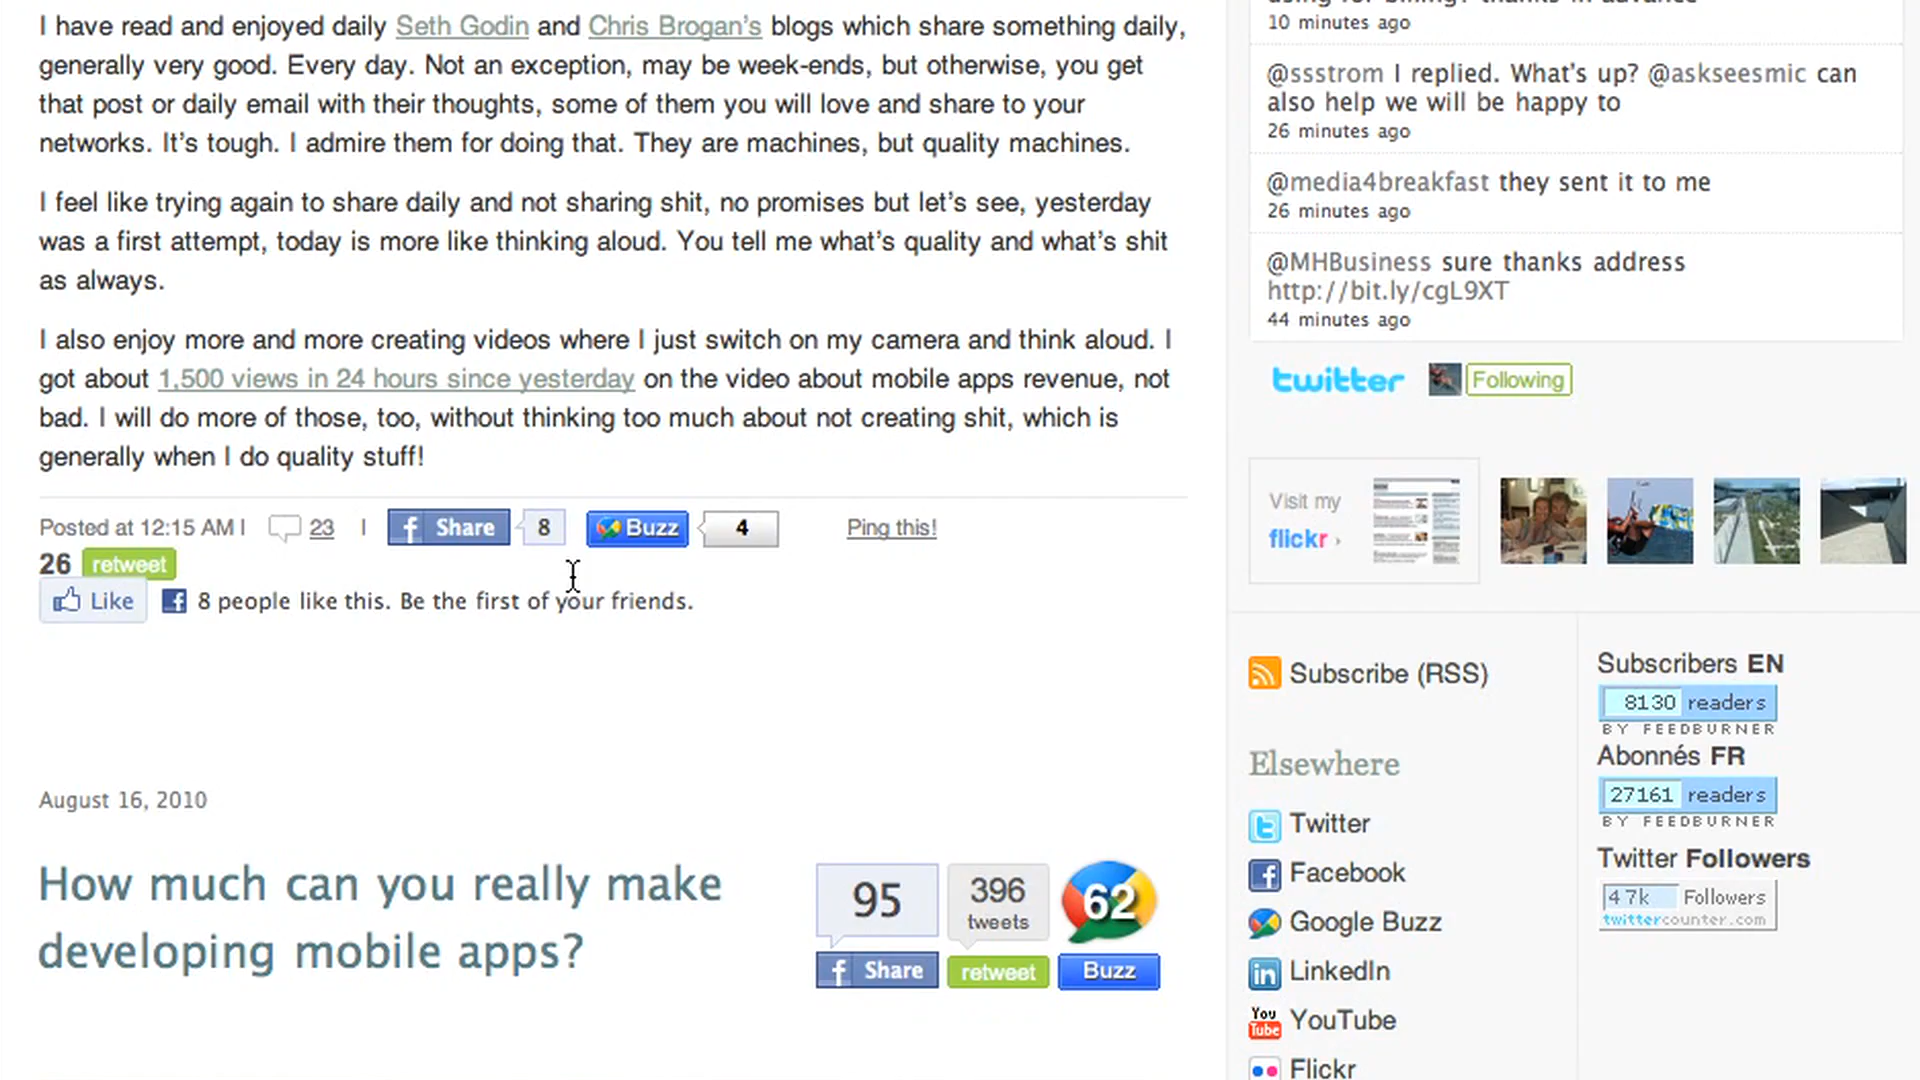 I have read and enjoyed daily Seth Godin and Chris Brogan's blogs which share something daily,
generally very good. Every day. Not an exception, may be week-ends, but otherwise, you get
that post or daily email with their thoughts, some of them you will love and share to your
networks. It's tough. I admire them for doing that. They are machines, but quality machines.
I feel like trying again to share daily and not sharing shit, no promises but let's see, yesterday
was a first attempt, today is more like thinking aloud. You tell me what's quality and what's shit
as always.
I also enjoy more and more creating videos where I just switch on my camera and think aloud. I
got about 1,500 views in 24 hours since yesterday on the video about mobile apps revenue, not
bad. I will do more of those, too, without thinking too much about not creating shit, which is
generally when I do quality stuff!
Posted at 12:15 AM | 23 | f Share 8 Buzz 4 Ping this!
26 retweet
Like f 8 people like this. Be the first of your friends.
August 16, 2010
How much can you really make
developing mobile apps?
95 396 tweets 62
f Share retweet Buzz
10 minutes ago
@ssstrom I replied. What's up? @askseesmic can
also help we will be happy to
26 minutes ago
@media4breakfast they sent it to me
26 minutes ago
@MHBusiness sure thanks address
http://bit.ly/cgL9XT
44 minutes ago
twitter Following
Visit my
flickr ›
Subscribe (RSS)
Elsewhere
Twitter
Facebook
Google Buzz
LinkedIn
You Tube YouTube
Flickr
Subscribers EN
8130 readers
BY FEEDBURNER
Abonnés FR
27161 readers
BY FEEDBURNER
Twitter Followers
47k Followers
twittercounter.com